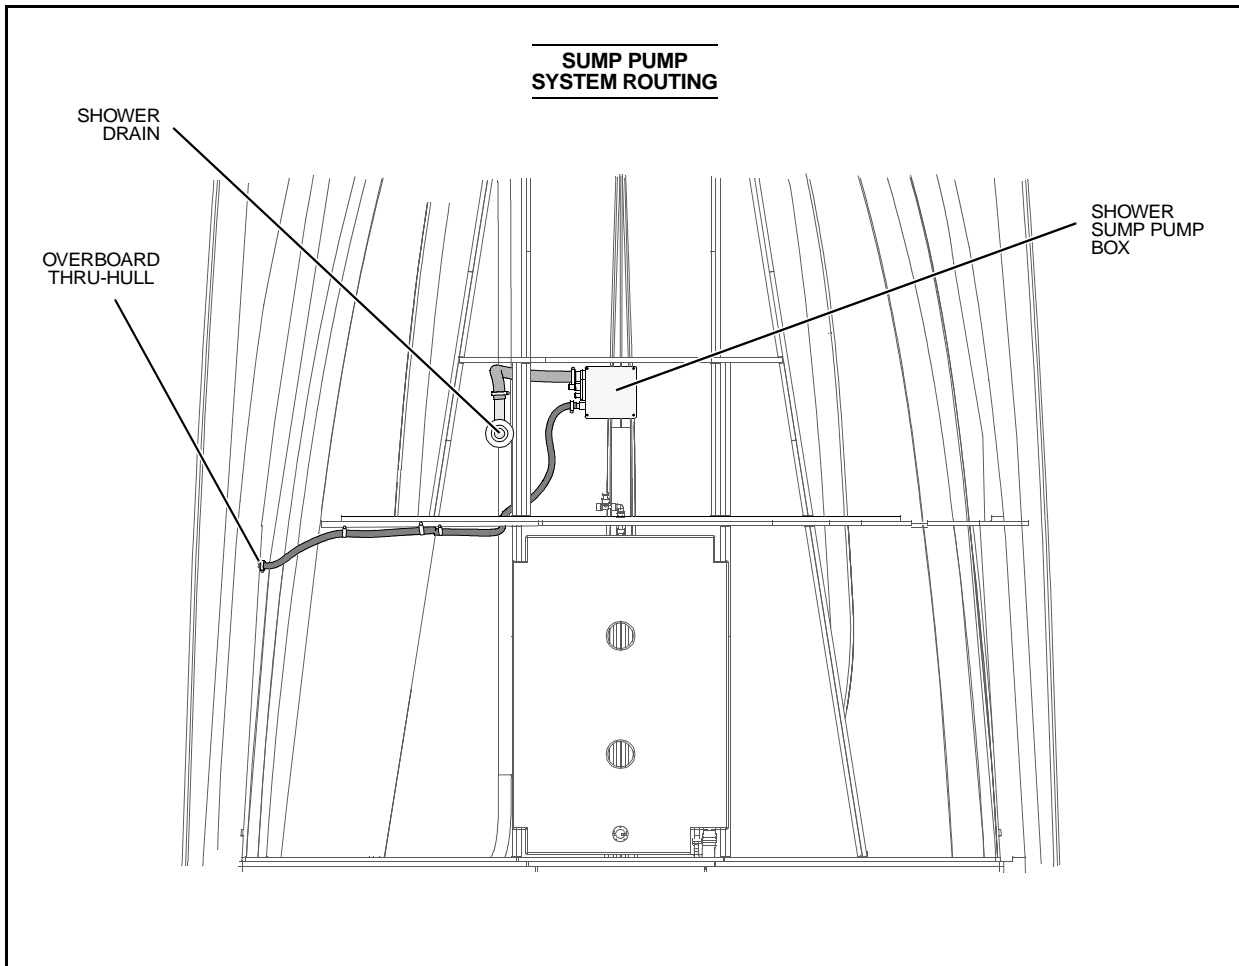 SUMP PUMP
SYSTEM ROUTING
SHOWER
DRAIN
OVERBOARD
THRU-HULL
SHOWER
SUMP PUMP
BOX